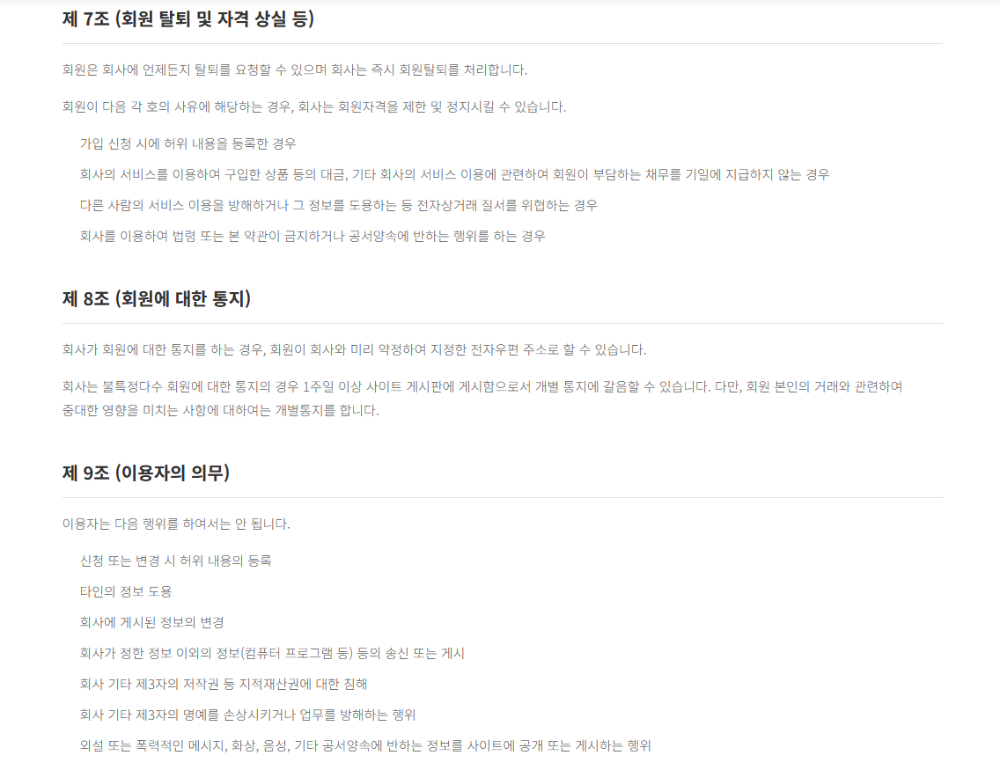 제 7조 (회원 탈퇴 및 자격 상실 등)
회원은 회사에 언제든지 탈퇴를 요청할 수 있으며 회사는 즉시 회원탈퇴를 처리합니다.
회원이 다음 각 호의 사유에 해당하는 경우, 회사는 회원자격을 제한 및 정지시킬 수 있습니다.
가입 신청 시에 허위 내용을 등록한 경우
회사의 서비스를 이용하여 구입한 상품 등의 대금, 기타 회사의 서비스 이용에 관련하여 회원이 부담하는 채무를 기일에 지급하지 않는 경우
다른 사람의 서비스 이용을 방해하거나 그 정보를 도용하는 등 전자상거래 질서를 위협하는 경우
회사를 이용하여 법령 또는 본 약관이 금지하거나 공서양속에 반하는 행위를 하는 경우
제 8조 (회원에 대한 통지)
회사가 회원에 대한 통지를 하는 경우, 회원이 회사와 미리 약정하여 지정한 전자우편 주소로 할 수 있습니다.
회사는 불특정다수 회원에 대한 통지의 경우 1주일 이상 사이트 게시판에 게시함으로서 개별 통지에 갈음할 수 있습니다. 다만, 회원 본인의 거래와 관련하여
중대한 영향을 미치는 사항에 대하여는 개별통지를 합니다.
제 9조 (이용자의 의무)
이용자는 다음 행위를 하여서는 안 됩니다.
신청 또는 변경 시 허위 내용의 등록
타인의 정보 도용
회사에 게시된 정보의 변경
회사가 정한 정보 이외의 정보(컴퓨터 프로그램 등) 등의 송신 또는 게시
회사 기타 제3자의 저작권 등 지적재산권에 대한 침해
회사 기타 제3자의 명예를 손상시키거나 업무를 방해하는 행위
외설 또는 폭력적인 메시지, 화상, 음성, 기타 공서양속에 반하는 정보를 사이트에 공개 또는 게시하는 행위